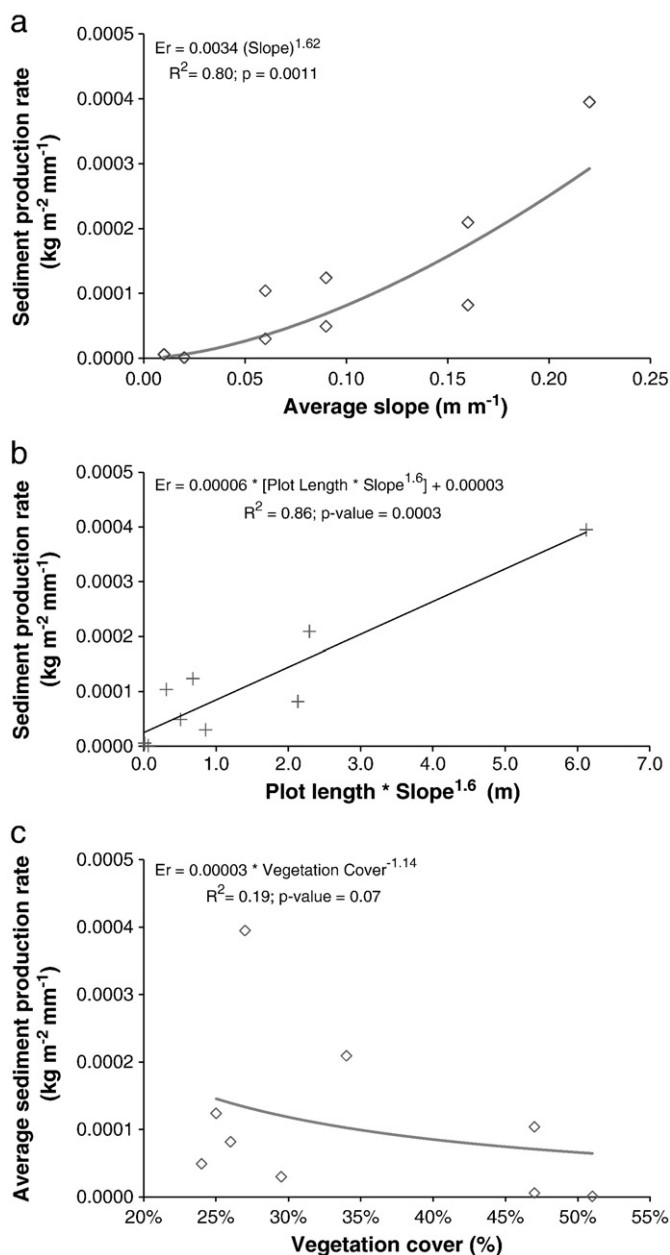 a
Er = 0.0034 (Slope)^1.62
R^2 = 0.80; p = 0.0011
Sediment production rate
(kg m^-2 mm^-1)
0.0005
0.0004
0.0003
0.0002
0.0001
0.0000
0.00 0.05 0.10 0.15 0.20 0.25
Average slope (m m^-1)
b
Er = 0.00006 * [Plot Length * Slope^1.6] + 0.00003
R^2 = 0.86; p-value = 0.0003
Sediment production rate
(kg m^-2 mm^-1)
0.0005
0.0004
0.0003
0.0002
0.0001
0.0000
0.0 1.0 2.0 3.0 4.0 5.0 6.0 7.0
Plot length * Slope^1.6 (m)
c
Er = 0.00003 * Vegetation Cover^-1.14
R^2 = 0.19; p-value = 0.07
Average sediment production rate
(kg m^-2 mm^-1)
0.0005
0.0004
0.0003
0.0002
0.0001
0.0000
20% 25% 30% 35% 40% 45% 50% 55%
Vegetation cover (%)